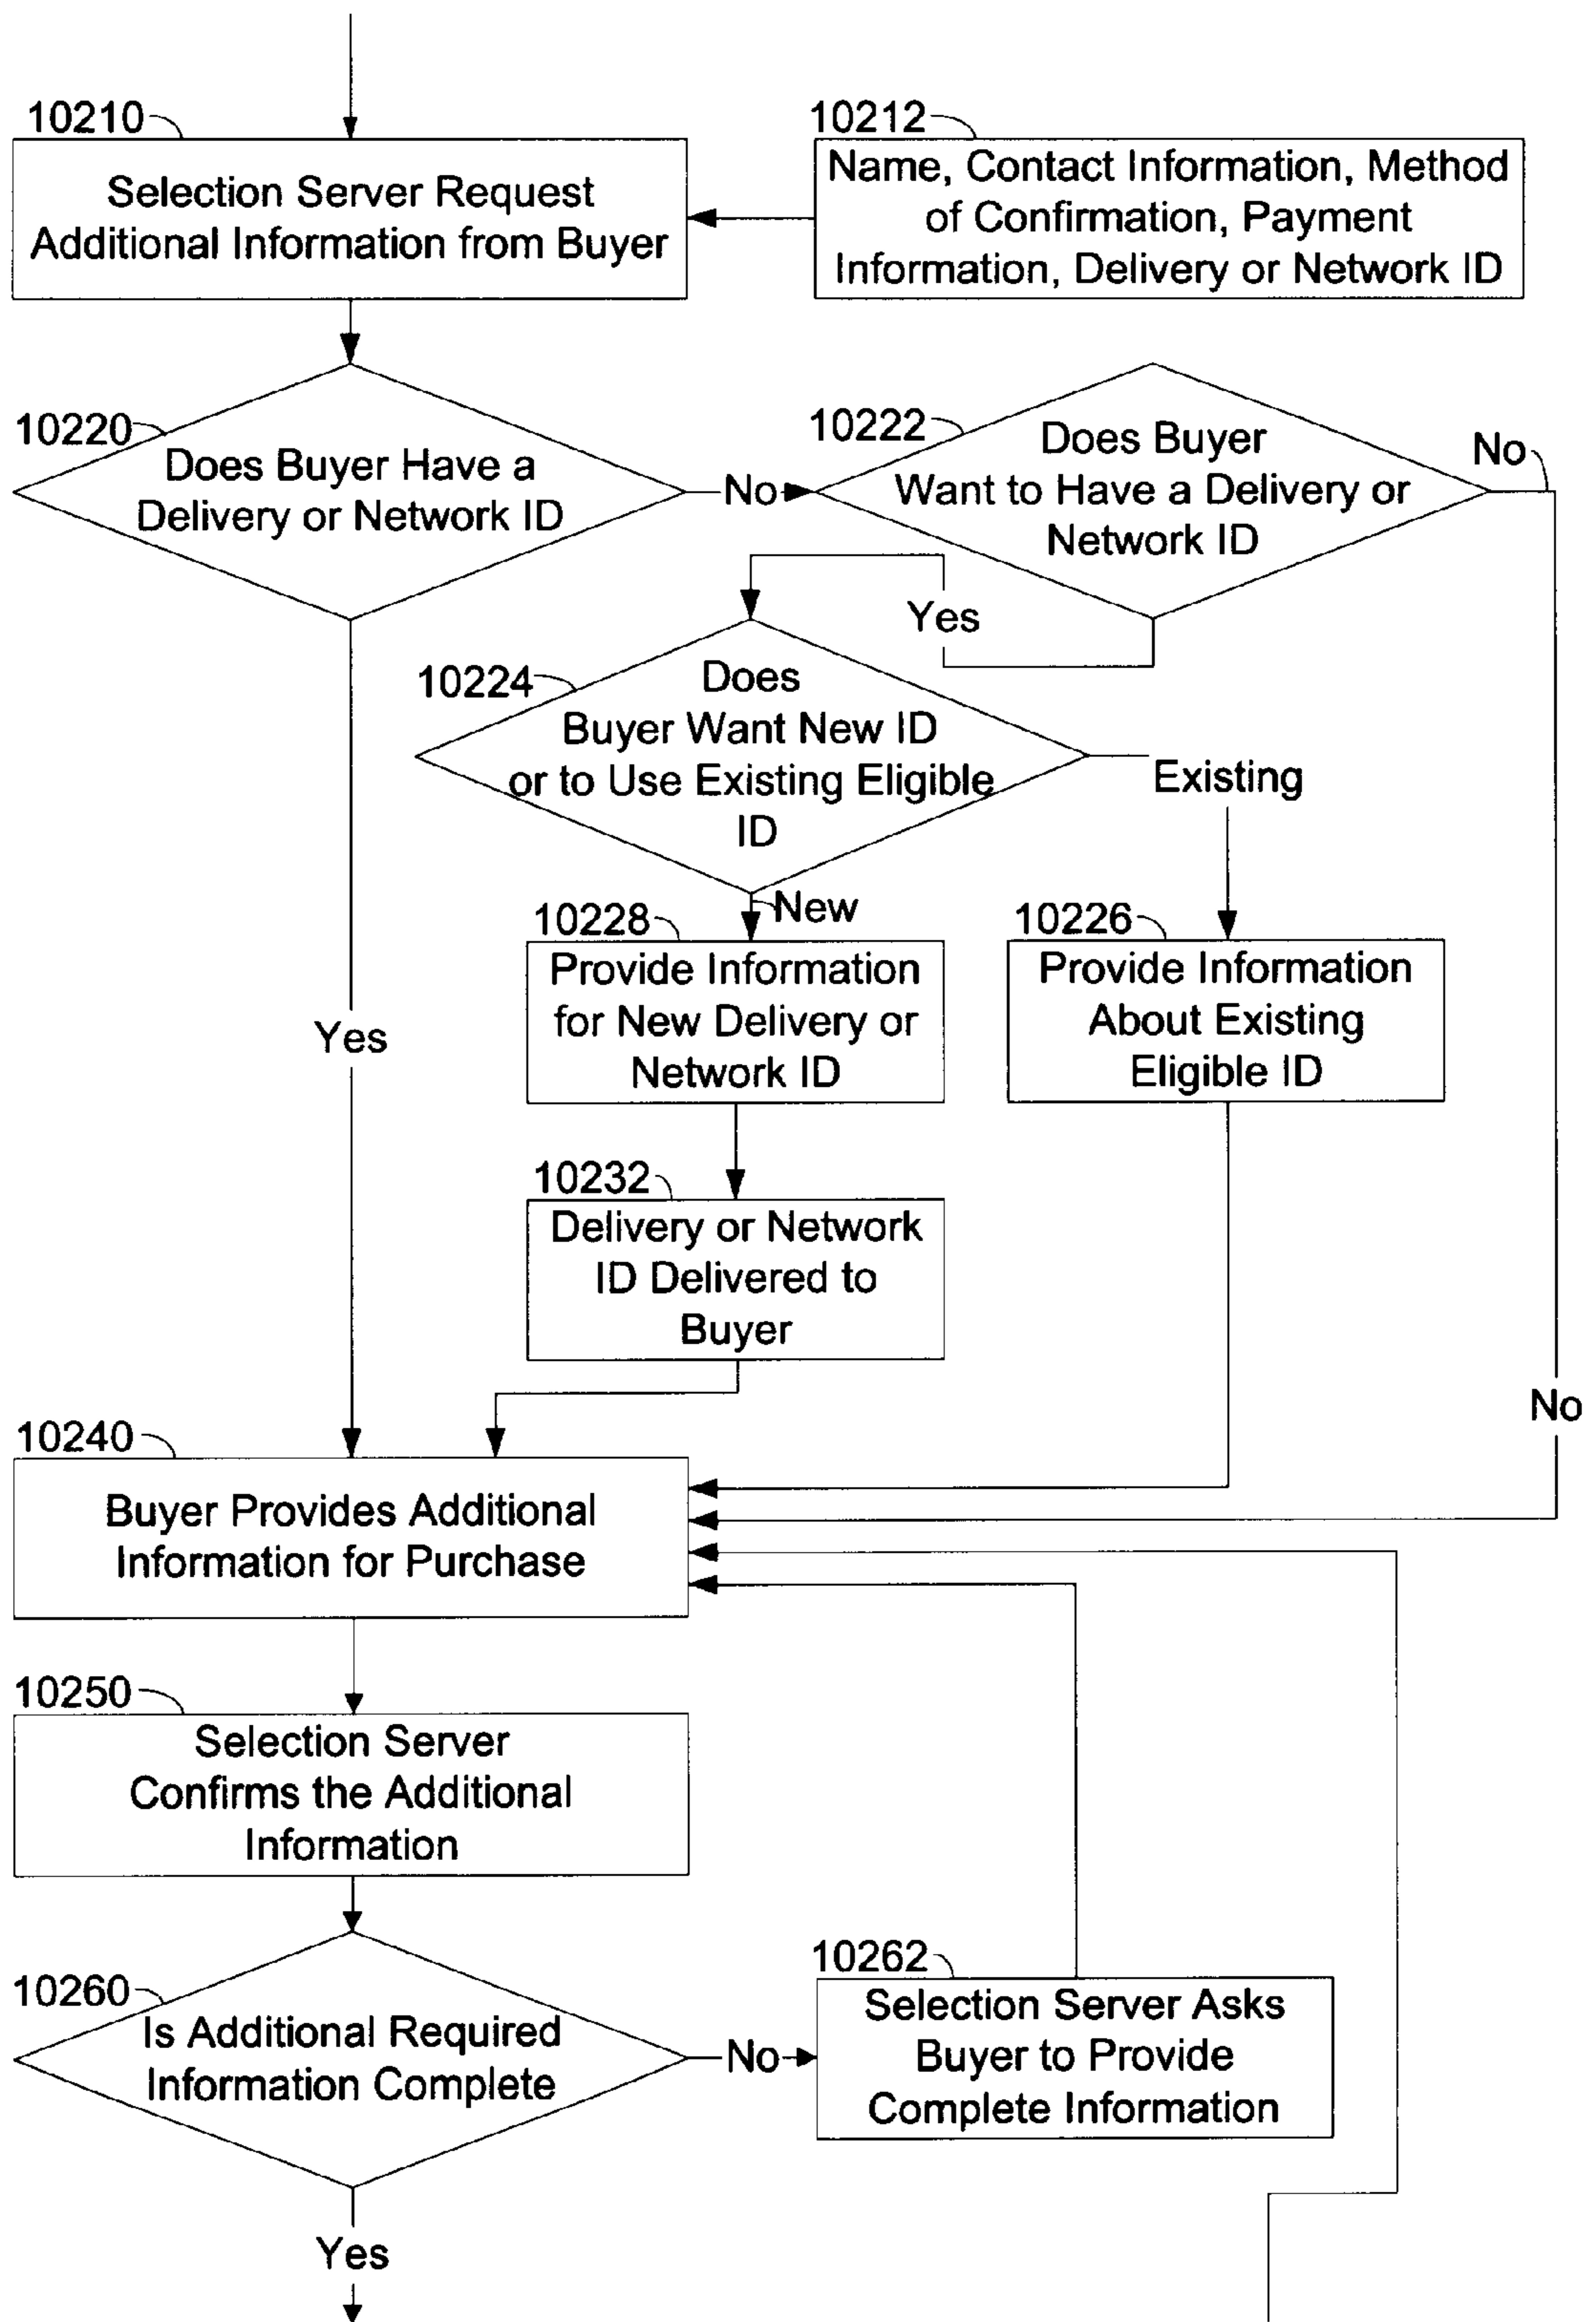 10210
Selection Server Request
Additional Information from Buyer
10212
Name, Contact Information, Method
of Confirmation, Payment
Information, Delivery or Network ID
10220
Does Buyer Have a
Delivery or Network ID
No
10222
Does Buyer
Want to Have a Delivery or
Network ID
No
Yes
10224
Does
Buyer Want New ID
or to Use Existing Eligible
ID
Existing
New
10228
Provide Information
for New Delivery or
Network ID
10226
Provide Information
About Existing
Eligible ID
Yes
10232
Delivery or Network
ID Delivered to
Buyer
No
10240
Buyer Provides Additional
Information for Purchase
10250
Selection Server
Confirms the Additional
Information
10260
Is Additional Required
Information Complete
No
10262
Selection Server Asks
Buyer to Provide
Complete Information
Yes